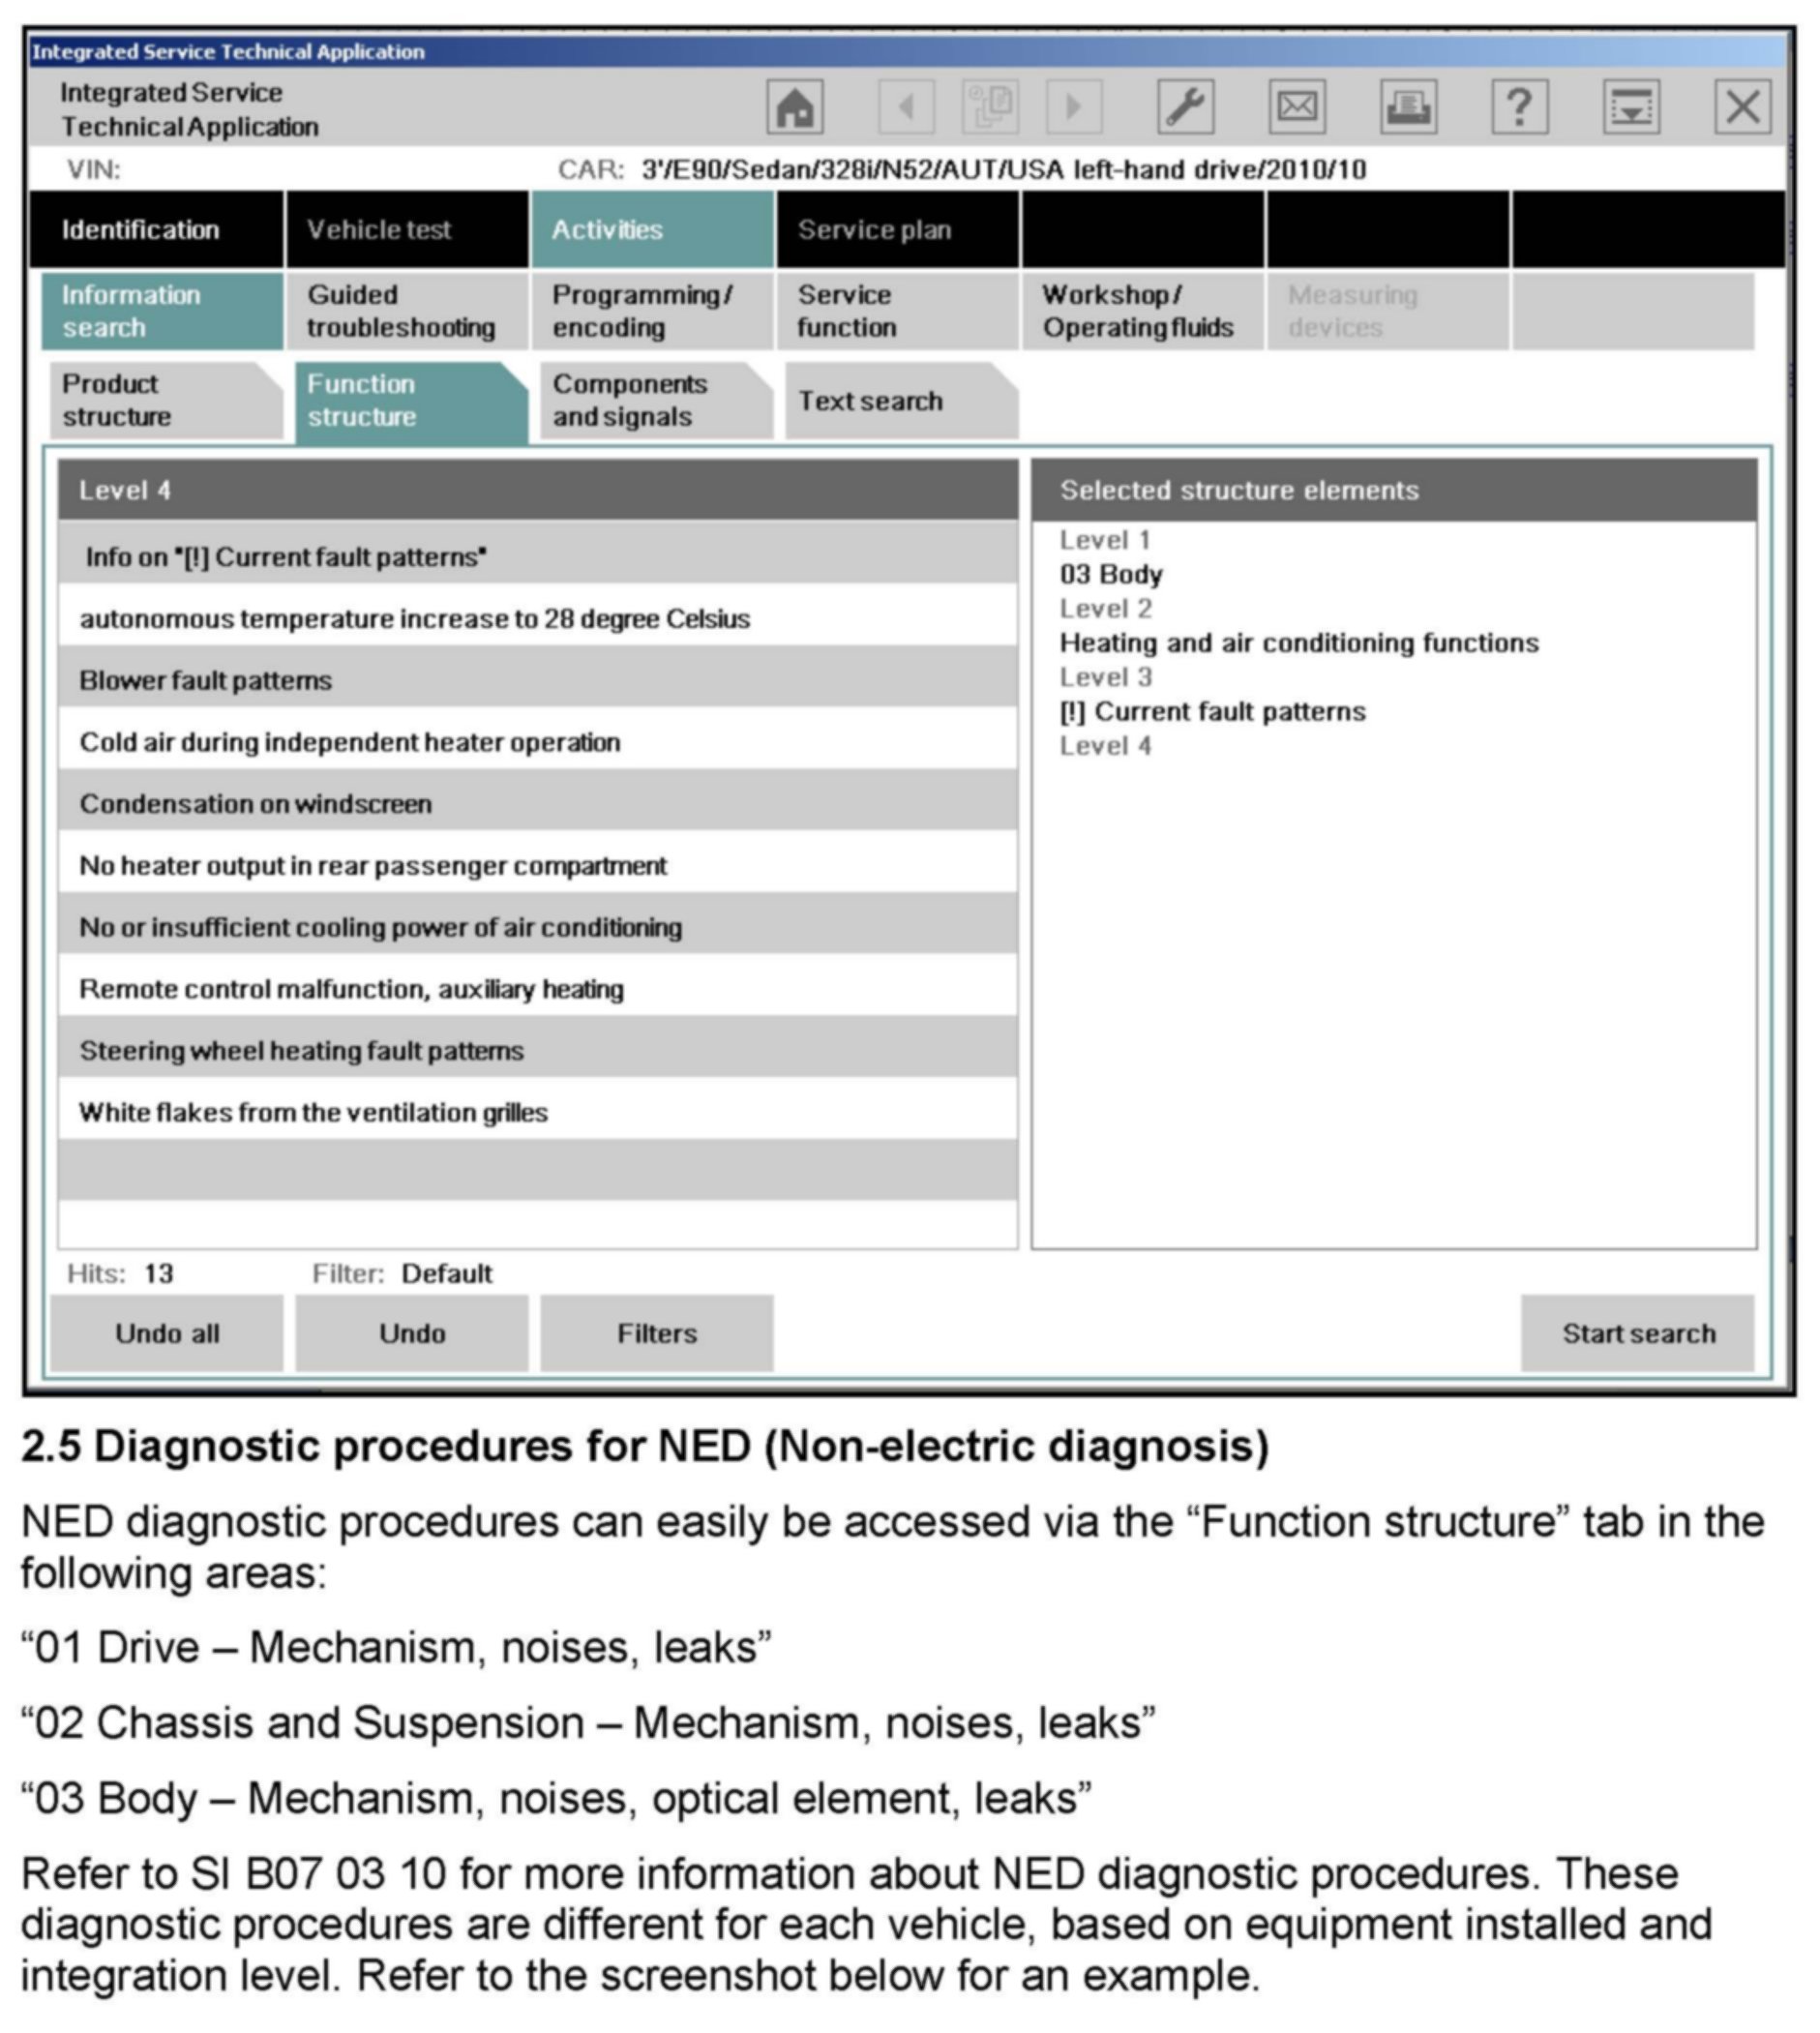 Integrated Service Technical Application
Integrated Service
Technical Application
VIN:
CAR: 3'/E90/Sedan/328i/N52/AUT/USA left-hand drive/2010/10
Identification
Vehicle test
Activities
Service plan
Information
search
Guided
troubleshooting
Programming/
encoding
Service
function
Workshop/
Operating fluids
Measuring
devices
Product
structure
Function
structure
Components
and signals
Text search
Level 4
Info on "[!] Current fault patterns"
autonomous temperature increase to 28 degree Celsius
Blower fault patterns
Cold air during independent heater operation
Condensation on windscreen
No heater output in rear passenger compartment
No or insufficient cooling power of air conditioning
Remote control malfunction, auxiliary heating
Steering wheel heating fault patterns
White flakes from the ventilation grilles
Selected structure elements
Level 1
03 Body
Level 2
Heating and air conditioning functions
Level 3
[!] Current fault patterns
Level 4
Hits: 13
Filter: Default
Undo all
Undo
Filters
Start search
2.5 Diagnostic procedures for NED (Non-electric diagnosis)
NED diagnostic procedures can easily be accessed via the “Function structure” tab in the
following areas:
“01 Drive – Mechanism, noises, leaks”
“02 Chassis and Suspension – Mechanism, noises, leaks”
“03 Body – Mechanism, noises, optical element, leaks”
Refer to SI B07 03 10 for more information about NED diagnostic procedures. These
diagnostic procedures are different for each vehicle, based on equipment installed and
integration level. Refer to the screenshot below for an example.